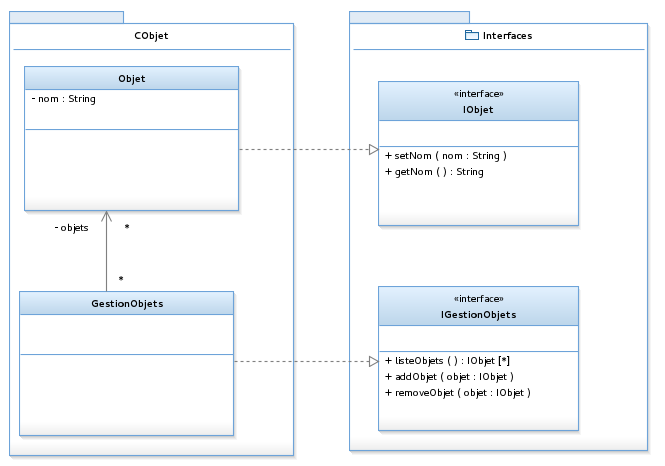 CObjet
Objet
- nom : String
- objets
*
*
GestionObjets
Interfaces
«interface»
IObjet
+ setNom ( nom : String )
+ getNom ( ) : String
«interface»
IGestionObjets
+ listeObjets ( ) : IObjet [*]
+ addObjet ( objet : IObjet )
+ removeObjet ( objet : IObjet )